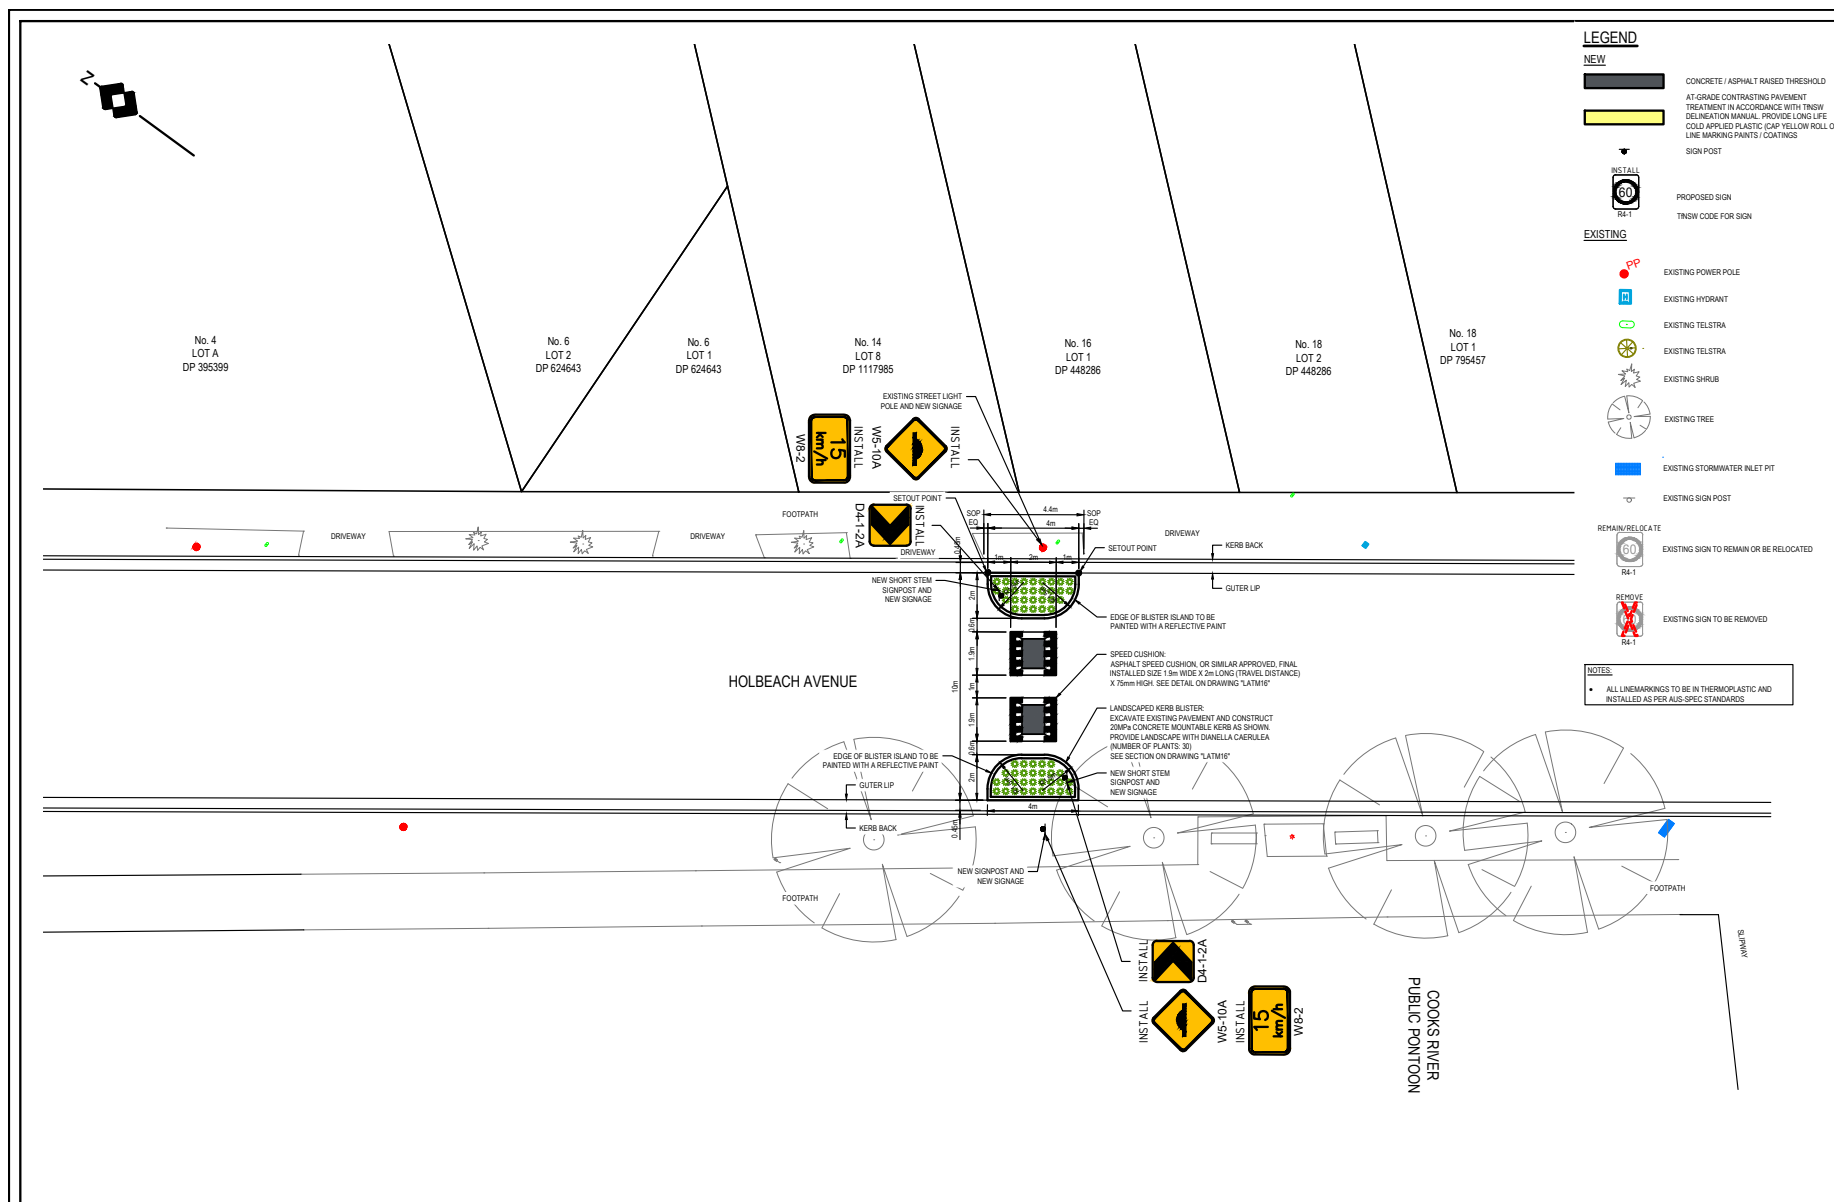 N
No. 4
LOT A
DP 395399
No. 6
LOT 2
DP 624643
No. 6
LOT 1
DP 624643
No. 14
LOT 8
DP 1117985
No. 16
LOT 1
DP 448286
No. 18
LOT 2
DP 448286
No. 18
LOT 1
DP 795457
EXISTING STREET LIGHT
POLE AND NEW SIGNAGE
15
km/h
W8-2
INSTALL
W5-10A
INSTALL
SETOUT POINT
D4-1-2A
INSTALL
FOOTPATH
DRIVEWAY
DRIVEWAY
DRIVEWAY
DRIVEWAY
SOP
EQ
4.4m
4m
SOP
EQ
0.45m
1m
2m
1m
SETOUT POINT
KERB BACK
GUTER LIP
NEW SHORT STEM
SIGNPOST AND
NEW SIGNAGE
2m
0.6m
1.9m
1m
1.9m
0.6m
2m
10m
EDGE OF BLISTER ISLAND TO BE
PAINTED WITH A REFLECTIVE PAINT
SPEED CUSHION:
ASPHALT SPEED CUSHION, OR SIMILAR APPROVED, FINAL
INSTALLED SIZE 1.9m WIDE X 2m LONG (TRAVEL DISTANCE)
X 75mm HIGH. SEE DETAIL ON DRAWING "LATM16"
HOLBEACH AVENUE
LANDSCAPED KERB BLISTER:
EXCAVATE EXISTING PAVEMENT AND CONSTRUCT
20MPa CONCRETE MOUNTABLE KERB AS SHOWN.
PROVIDE LANDSCAPE WITH DIANELLA CAERULEA
(NUMBER OF PLANTS: 30)
SEE SECTION ON DRAWING "LATM16"
EDGE OF BLISTER ISLAND TO BE
PAINTED WITH A REFLECTIVE PAINT
NEW SHORT STEM
SIGNPOST AND
NEW SIGNAGE
GUTER LIP
KERB BACK
4m
0.45m
NEW SIGNPOST AND
NEW SIGNAGE
FOOTPATH
FOOTPATH
SLIPWAY
INSTALL
D4-1-2A
INSTALL
W5-10A
INSTALL
15
km/h
W8-2
COOKS RIVER
PUBLIC PONTOON
LEGEND
NEW
CONCRETE / ASPHALT RAISED THRESHOLD
AT-GRADE CONTRASTING PAVEMENT
TREATMENT IN ACCORDANCE WITH TfNSW
DELINEATION MANUAL. PROVIDE LONG LIFE
COLD APPLIED PLASTIC (CAP YELLOW ROLL O
LINE MARKING PAINTS / COATINGS
SIGN POST
INSTALL
60
R4-1
PROPOSED SIGN
TfNSW CODE FOR SIGN
EXISTING
PP
EXISTING POWER POLE
H
EXISTING HYDRANT
EXISTING TELSTRA
EXISTING TELSTRA
EXISTING SHRUB
EXISTING TREE
EXISTING STORMWATER INLET PIT
EXISTING SIGN POST
REMAIN/RELOCATE
60
R4-1
EXISTING SIGN TO REMAIN OR BE RELOCATED
REMOVE
R4-1
EXISTING SIGN TO BE REMOVED
NOTES:
• ALL LINEMARKINGS TO BE IN THERMOPLASTIC AND
INSTALLED AS PER AUS-SPEC STANDARDS